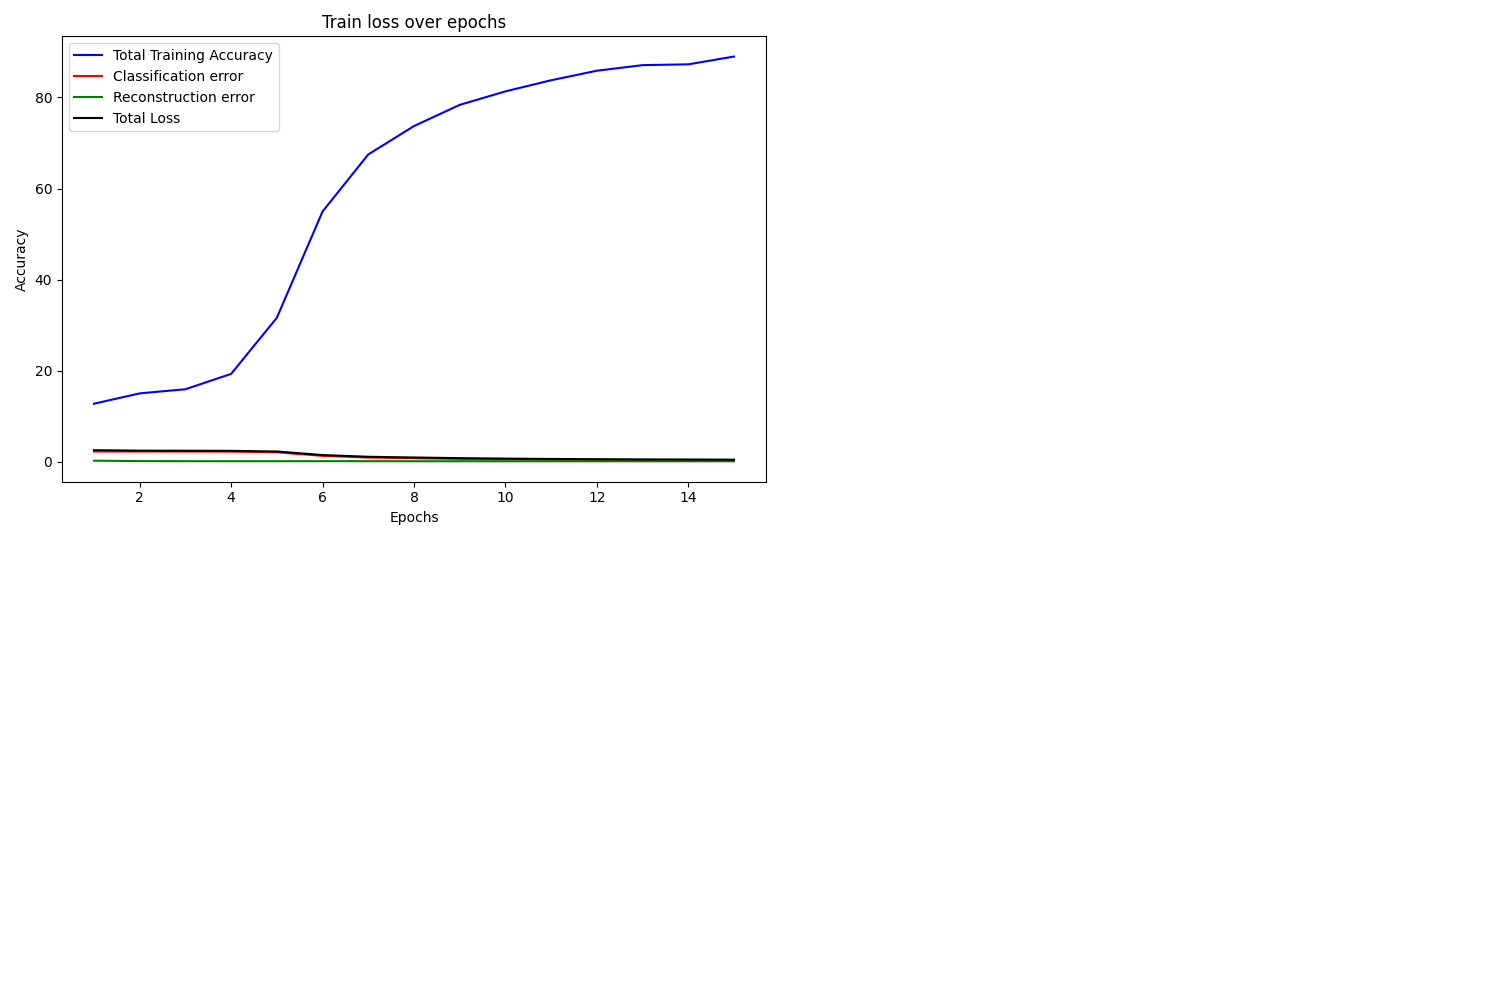 Train loss over epochs
Total Training Accuracy
Classification error
Reconstruction error
Total Loss
80
60
40
20
0
Accuracy
2 4 6 8 10 12 14
Epochs